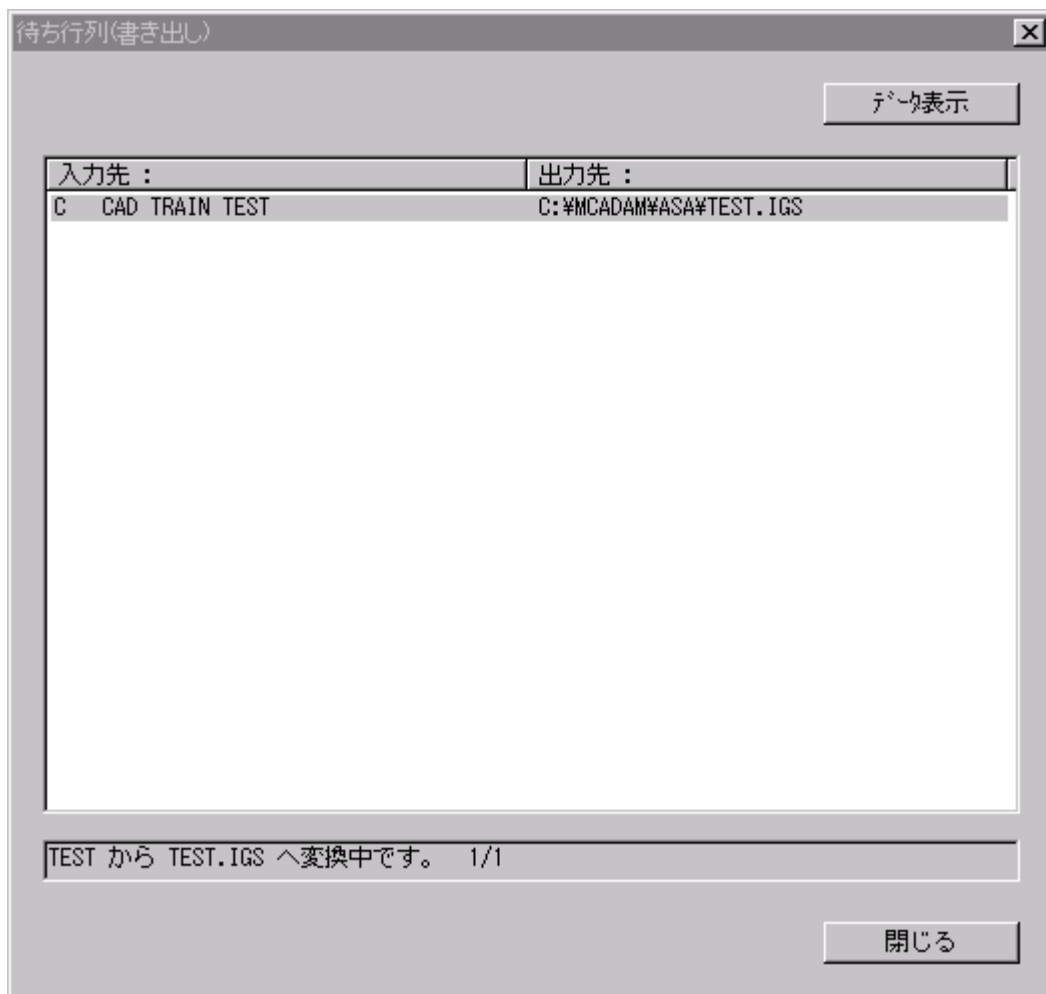 待ち行列(書き出し)
ﾃﾞｰﾀ表示
入力先： 出力先：
C CAD TRAIN TEST C:¥MCADAM¥ASA¥TEST.IGS
TEST から TEST.IGS へ変換中です。 1/1
閉じる